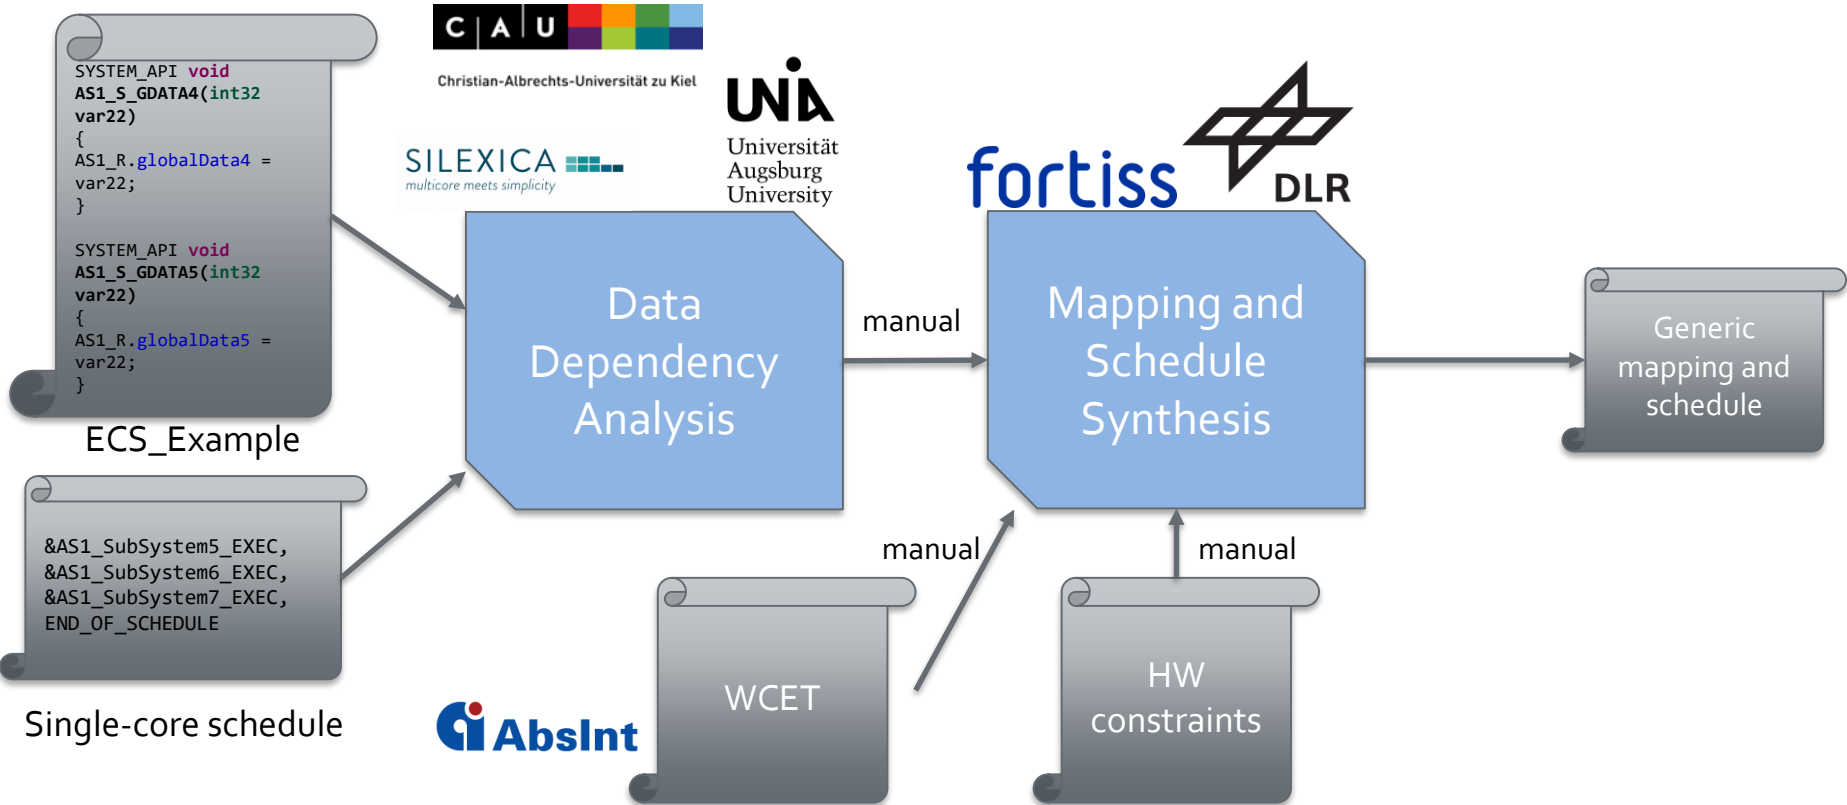 SYSTEM_API void
AS1_S_GDATA4(int32
var22)
{
AS1_R.globalData4 =
var22;
}
SYSTEM_API void
AS1_S_GDATA5(int32
var22)
{
AS1_R.globalData5 =
var22;
}
ECS_Example
&AS1_SubSystem5_EXEC,
&AS1_SubSystem6_EXEC,
&AS1_SubSystem7_EXEC,
END_OF_SCHEDULE
Single-core schedule
C|A|U
Christian-Albrechts-Universität zu Kiel
SILEXICA
multicore meets simplicity
UNIA
Universität
Augsburg
University
Data
Dependency
Analysis
manual
fortiss
DLR
Mapping and
Schedule
Synthesis
Generic
mapping and
schedule
manual
manual
AbsInt
WCET
HW
constraints